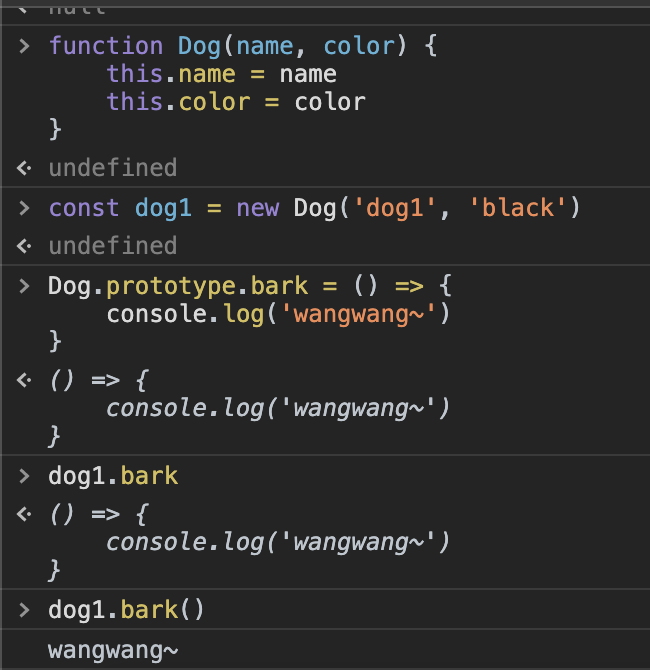 null
> function Dog(name, color) {
this.name = name
this.color = color
}
undefined
> const dog1 = new Dog('dog1', 'black')
undefined
> Dog.prototype.bark = () => {
console.log('wangwang~')
}
() => {
console.log('wangwang~')
}
> dog1.bark
() => {
console.log('wangwang~')
}
> dog1.bark()
wangwang~